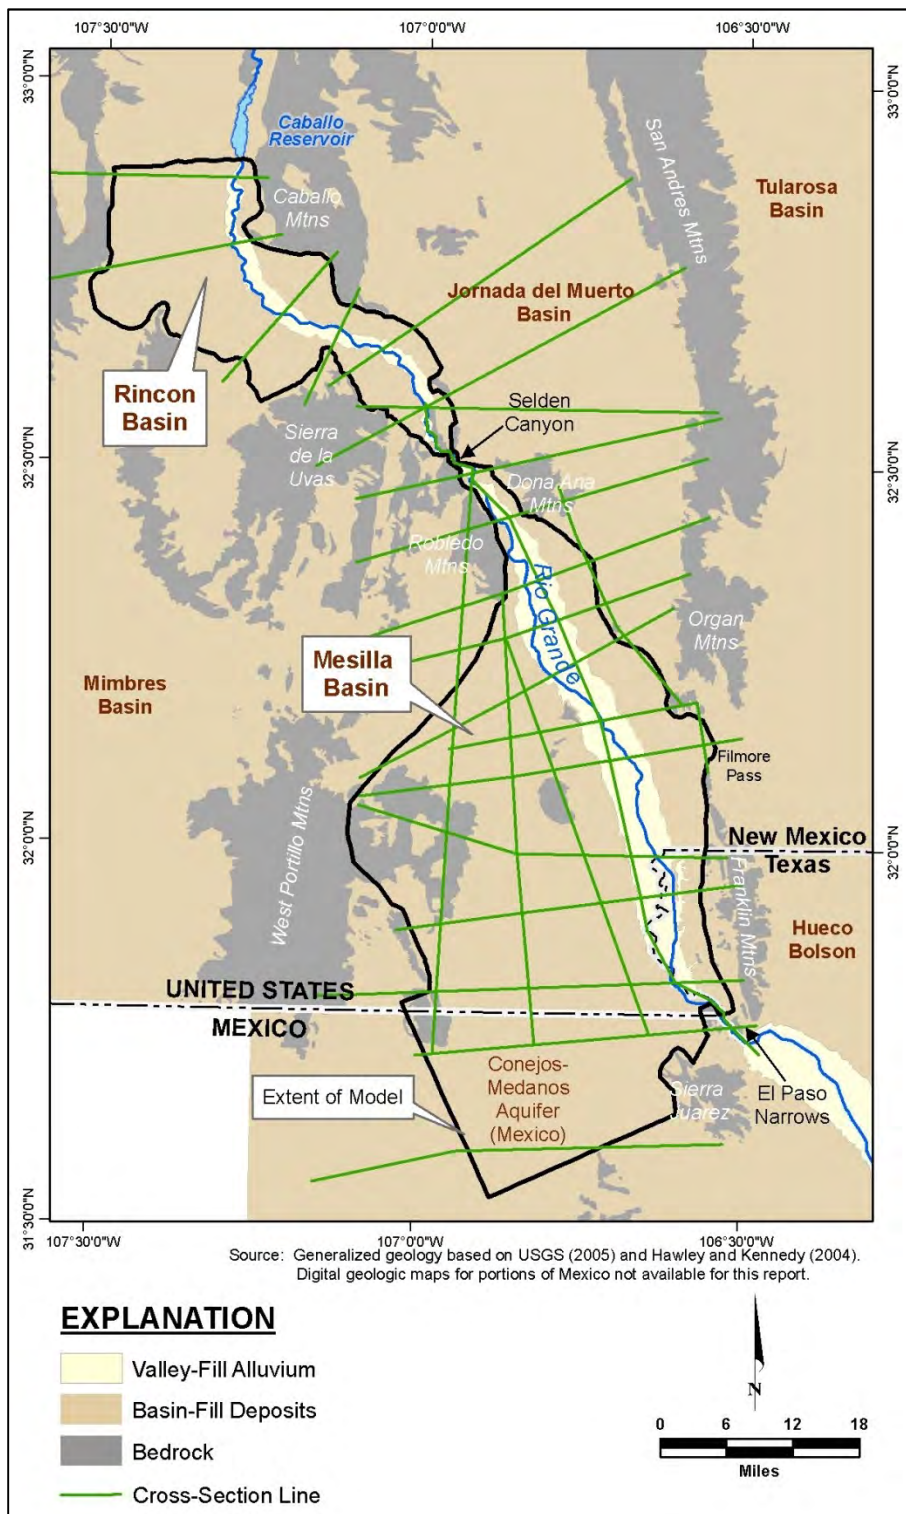 107°30'0"W
107°0'0"W
106°30'0"W
33°0'0"N
33°0'0"N
Caballo
Reservoir
San Andres Mtns
Tularosa
Basin
Caballo
Mtns
Jornada del Muerto
Basin
Rincon
Basin
Selden
Canyon
Sierra
de la
Uvas
32°30'0"N
32°30'0"N
Dona Ana
Mtns
Robledo
Mtns
Rio Grande
Organ
Mtns
Mesilla
Basin
Mimbres
Basin
Filmore
Pass
West Portillo Mtns
32°0'0"N
32°0'0"N
New Mexico
Texas
Franklin Mtns
Hueco
Bolson
UNITED STATES
MEXICO
Conejos-
Medanos
Aquifer
(Mexico)
Extent of Model
Sierra
Juarez
El Paso
Narrows
31°30'0"N
107°30'0"W
107°0'0"W
106°30'0"W
Source: Generalized geology based on USGS (2005) and Hawley and Kennedy (2004).
Digital geologic maps for portions of Mexico not available for this report.
EXPLANATION
Valley-Fill Alluvium
Basin-Fill Deposits
Bedrock
Cross-Section Line
N
0 6 12 18
Miles